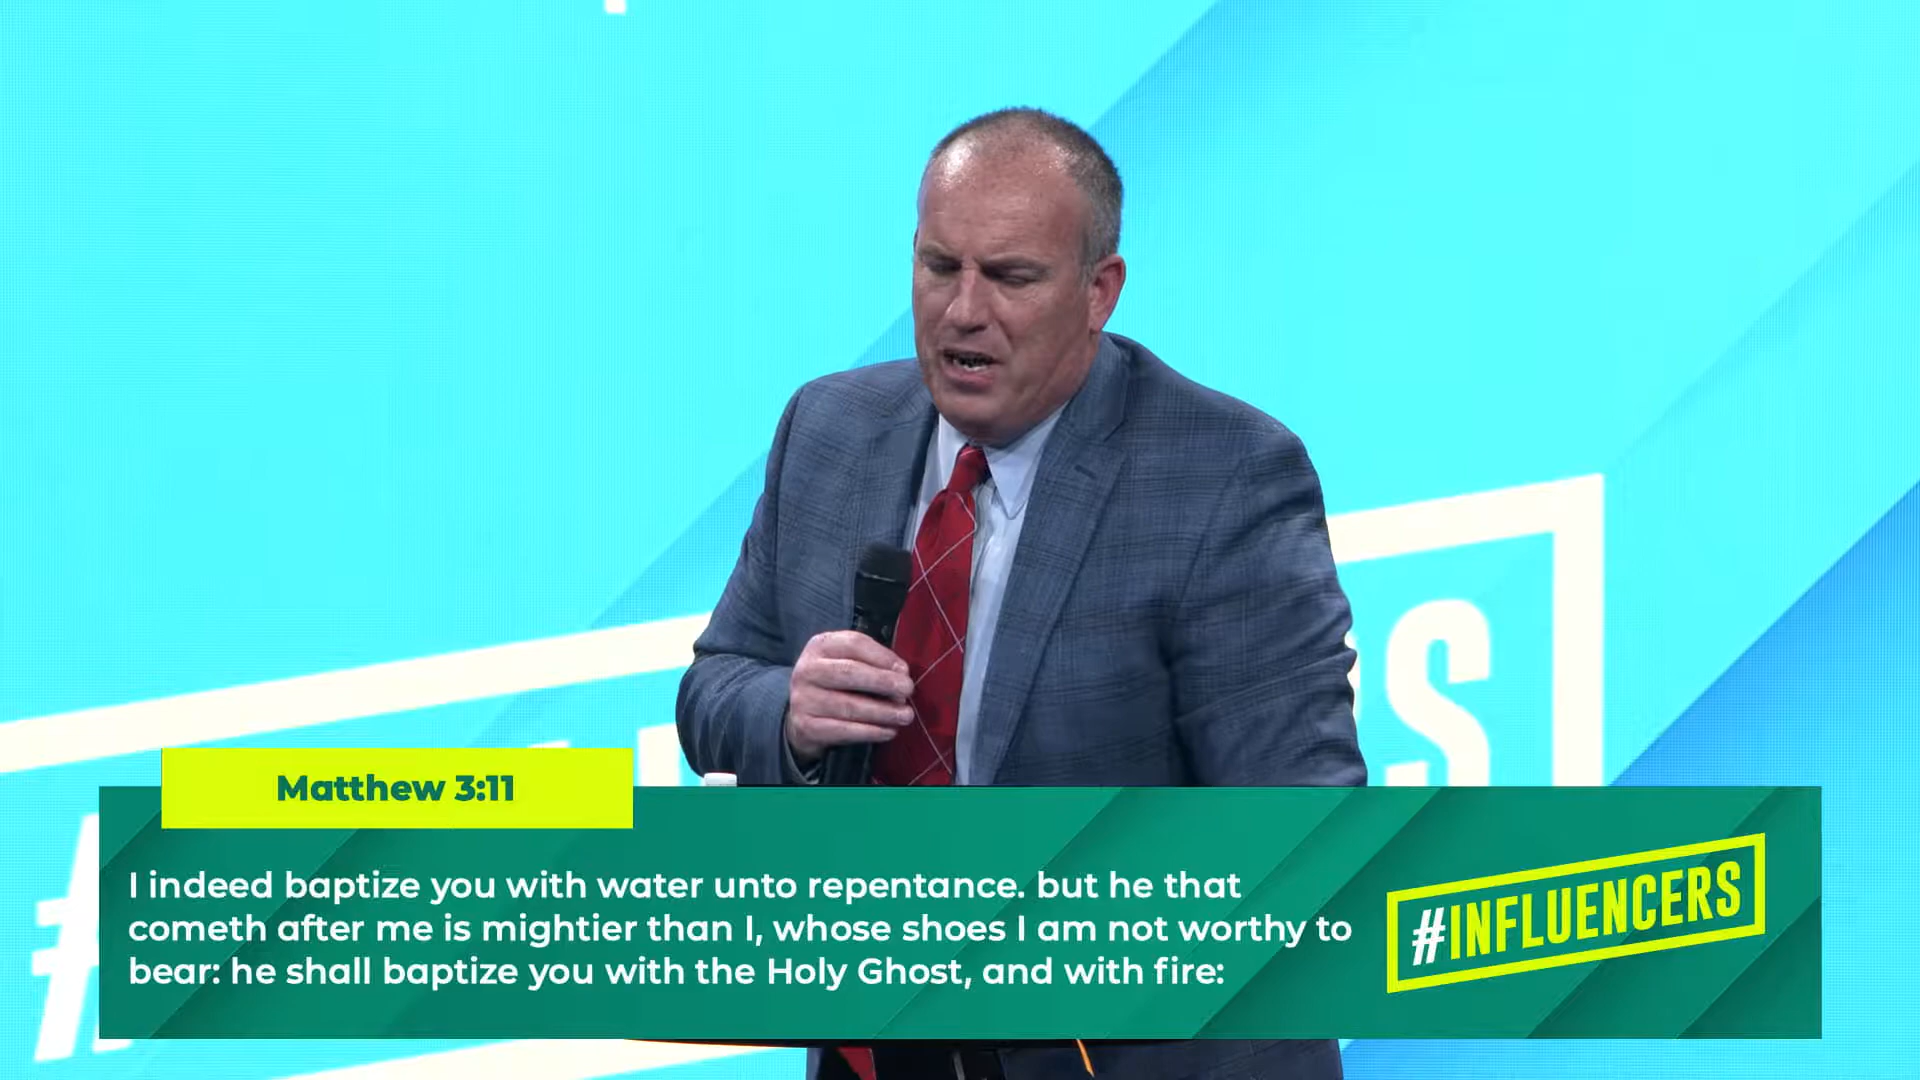 RS
#
Matthew 3:11
I indeed baptize you with water unto repentance. but he that
cometh after me is mightier than I, whose shoes I am not worthy to
bear: he shall baptize you with the Holy Ghost, and with fire:
#INFLUENCERS